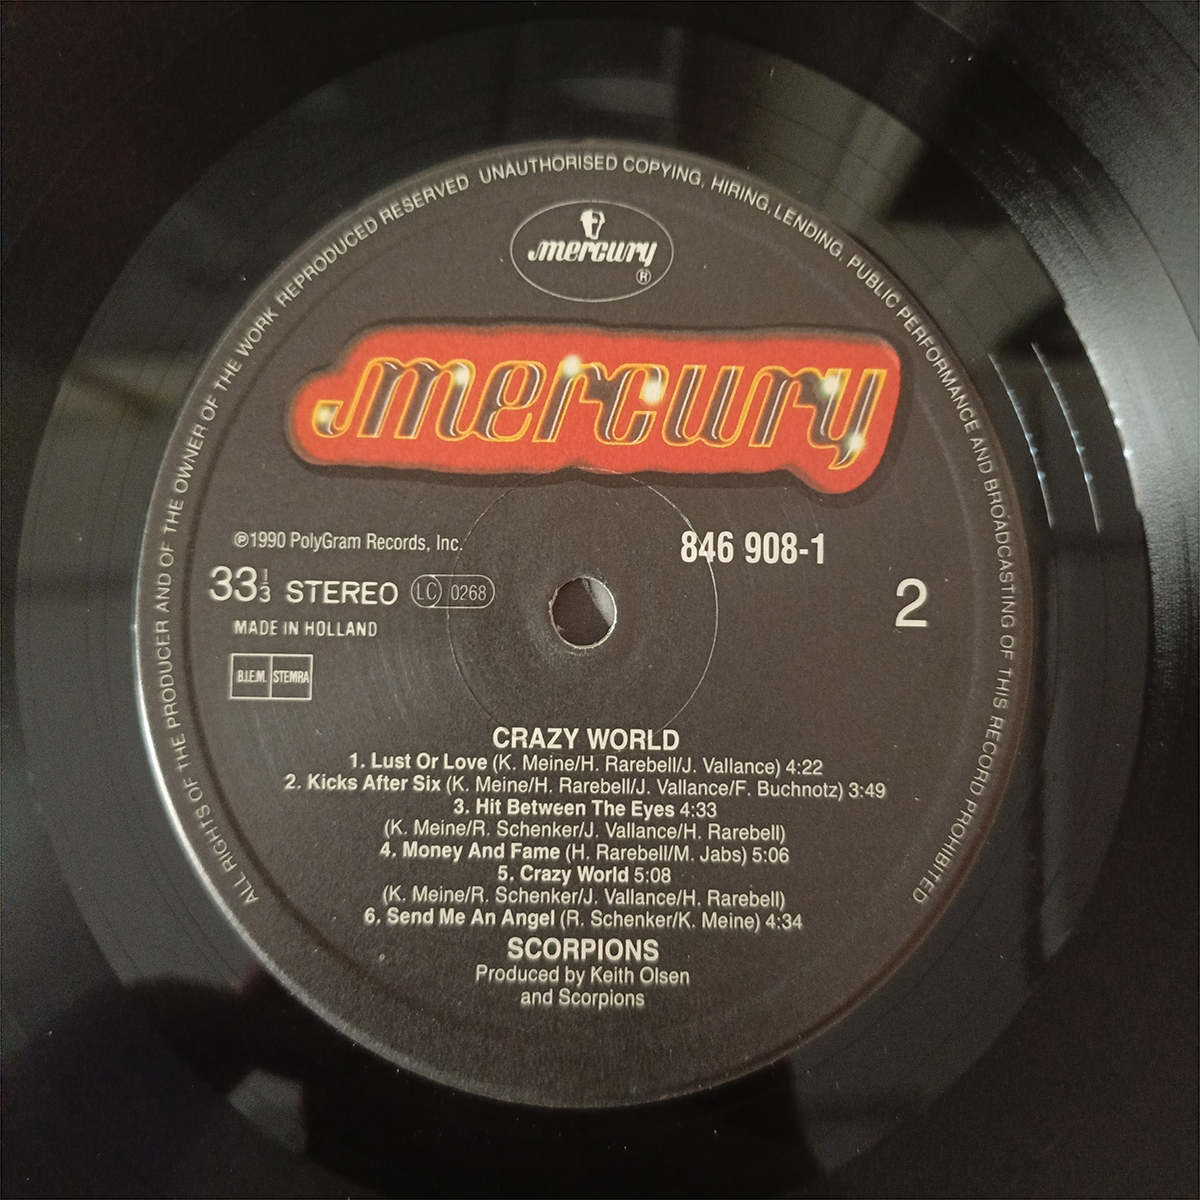 ALL RIGHTS OF THE PRODUCER AND OF THE OWNER OF THE WORK REPRODUCED RESERVED UNAUTHORISED COPYING, HIRING, LENDING, PUBLIC PERFORMANCE AND BROADCASTING OF THIS RECORD PROHIBITED
mercury
®
mercury
℗1990 PolyGram Records, Inc.
846 908-1
33 1/3 STEREO LC 0268
2
MADE IN HOLLAND
B.I.E.M. STEMRA
CRAZY WORLD
1. Lust Or Love (K. Meine/H. Rarebell/J. Vallance) 4:22
2. Kicks After Six (K. Meine/H. Rarebell/J. Vallance/F. Buchnotz) 3:49
3. Hit Between The Eyes 4:33
(K. Meine/R. Schenker/J. Vallance/H. Rarebell)
4. Money And Fame (H. Rarebell/M. Jabs) 5:06
5. Crazy World 5:08
(K. Meine/R. Schenker/J. Vallance/H. Rarebell)
6. Send Me An Angel (R. Schenker/K. Meine) 4:34
SCORPIONS
Produced by Keith Olsen
and Scorpions